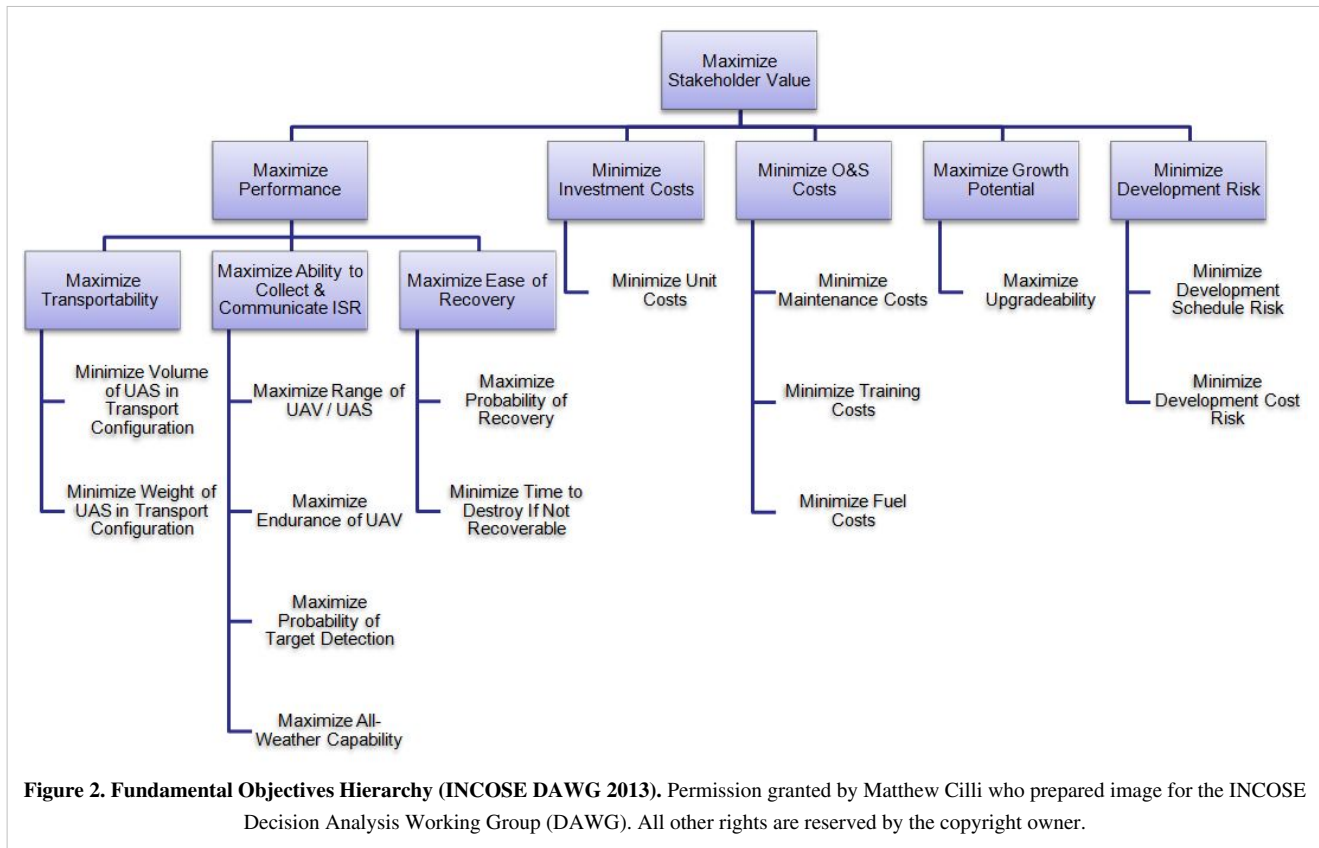 Maximize
Stakeholder Value
Maximize
Performance
Minimize
Investment Costs
Minimize O&S
Costs
Maximize Growth
Potential
Minimize
Development Risk
Maximize
Transportability
Maximize Ability to
Collect &
Communicate ISR
Maximize Ease of
Recovery
Minimize Unit
Costs
Minimize
Maintenance Costs
Maximize
Upgradeability
Minimize
Development
Schedule Risk
Minimize Volume
of UAS in
Transport
Configuration
Maximize Range of
UAV / UAS
Maximize
Probability of
Recovery
Minimize Training
Costs
Minimize
Development Cost
Risk
Minimize Weight of
UAS in Transport
Configuration
Maximize
Endurance of UAV
Minimize Time to
Destroy If Not
Recoverable
Minimize Fuel
Costs
Maximize
Probability of
Target Detection
Maximize All-
Weather Capability
Figure 2. Fundamental Objectives Hierarchy (INCOSE DAWG 2013). Permission granted by Matthew Cilli who prepared image for the INCOSE
Decision Analysis Working Group (DAWG). All other rights are reserved by the copyright owner.